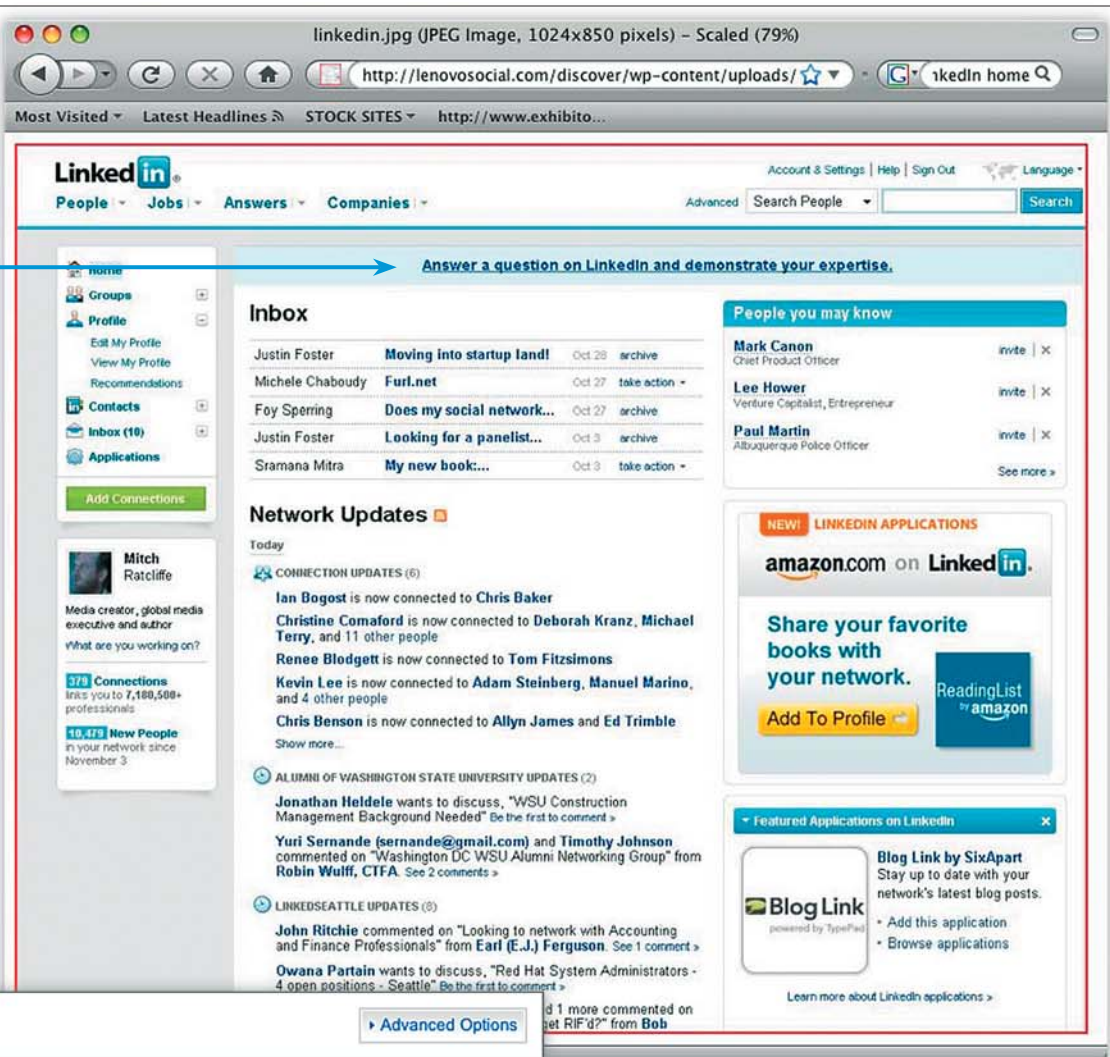 linkedin.jpg (JPEG Image, 1024x850 pixels) – Scaled (79%)
http://lenovosocial.com/discover/wp-content/uploads/
G
nkedIn home
Most Visited
Latest Headlines
STOCK SITES
http://www.exhibito...
Linked in
Account & Settings | Help | Sign Out
Language
People
Jobs
Answers
Companies
Advanced
Search People
Search
Home
Groups
Profile
Edit My Profile
View My Profile
Recommendations
Contacts
Inbox (10)
Applications
Add Connections
Mitch
Ratcliffe
Media creator, global media
executive and author
What are you working on?
379 Connections
links you to 7,180,500+
professionals
10,479 New People
in your network since
November 3
Answer a question on LinkedIn and demonstrate your expertise.
Inbox
Justin Foster Moving into startup land! Oct 28 archive
Michele Chaboudy Furl.net Oct 27 take action
Foy Sperring Does my social network... Oct 27 archive
Justin Foster Looking for a panelist... Oct 3 archive
Sramana Mitra My new book:... Oct 3 take action
Network Updates
Today
CONNECTION UPDATES (6)
Ian Bogost is now connected to Chris Baker
Christine Comaford is now connected to Deborah Kranz, Michael
Terry, and 11 other people
Renee Blodgett is now connected to Tom Fitzsimons
Kevin Lee is now connected to Adam Steinberg, Manuel Marino,
and 4 other people
Chris Benson is now connected to Allyn James and Ed Trimble
Show more...
ALUMNI OF WASHINGTON STATE UNIVERSITY UPDATES (2)
Jonathan Heldele wants to discuss, "WSU Construction
Management Background Needed" Be the first to comment »
Yuri Sernande (sernande@gmail.com) and Timothy Johnson
commented on "Washington DC WSU Alumni Networking Group" from
Robin Wulff, CTFA. See 2 comments »
LINKEDSEATTLE UPDATES (8)
John Ritchie commented on "Looking to network with Accounting
and Finance Professionals" from Earl (E.J.) Ferguson. See 1 comment »
Owana Partain wants to discuss, "Red Hat System Administrators -
4 open positions - Seattle" Be the first to comment »
d 1 more commented on
et RIF'd?" from Bob
People you may know
Mark Canon
Chief Product Officer
invite | ×
Lee Hower
Venture Capitalist, Entrepreneur
invite | ×
Paul Martin
Albuquerque Police Officer
invite | ×
See more »
NEW! LINKEDIN APPLICATIONS
amazon.com on Linked in.
Share your favorite
books with
your network.
Add To Profile
ReadingList
by amazon
Featured Applications on LinkedIn ×
Blog Link
powered by TypePad
Blog Link by SixApart
Stay up to date with your
network's latest blog posts.
• Add this application
• Browse applications
Learn more about LinkedIn applications »
Advanced Options